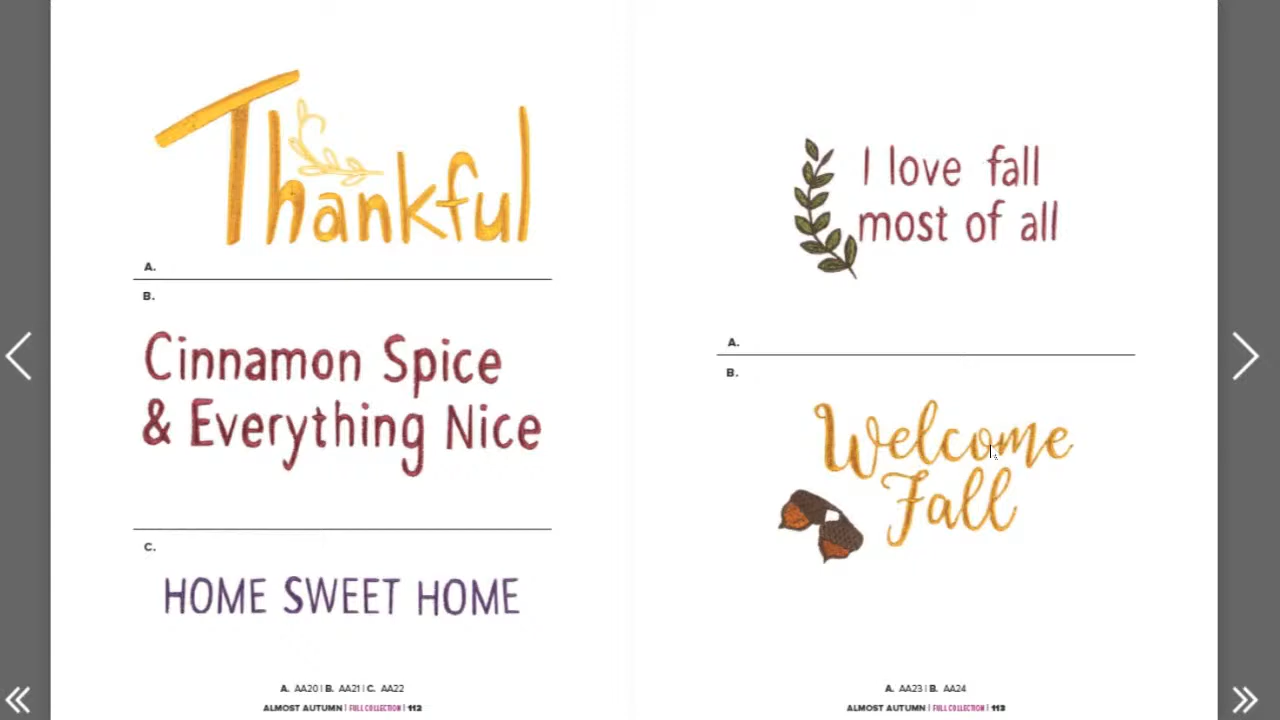 Thankful
A.
B.
Cinnamon Spice
& Everything Nice
C.
HOME SWEET HOME
A. AA20 | B. AA21 | C. AA22
ALMOST AUTUMN | FULL COLLECTION | 112
I love fall
most of all
A.
B.
Welcome
Fall
A. AA23 | B. AA24
ALMOST AUTUMN | FULL COLLECTION | 113